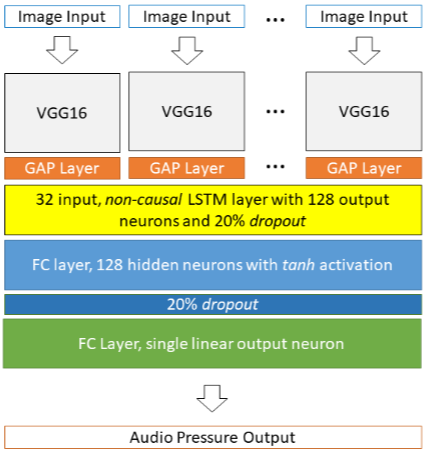 Image Input Image Input ... Image Input
VGG16 VGG16 ... VGG16
GAP Layer GAP Layer ... GAP Layer
32 input, non-causal LSTM layer with 128 output
neurons and 20% dropout
FC layer, 128 hidden neurons with tanh activation
20% dropout
FC Layer, single linear output neuron
Audio Pressure Output